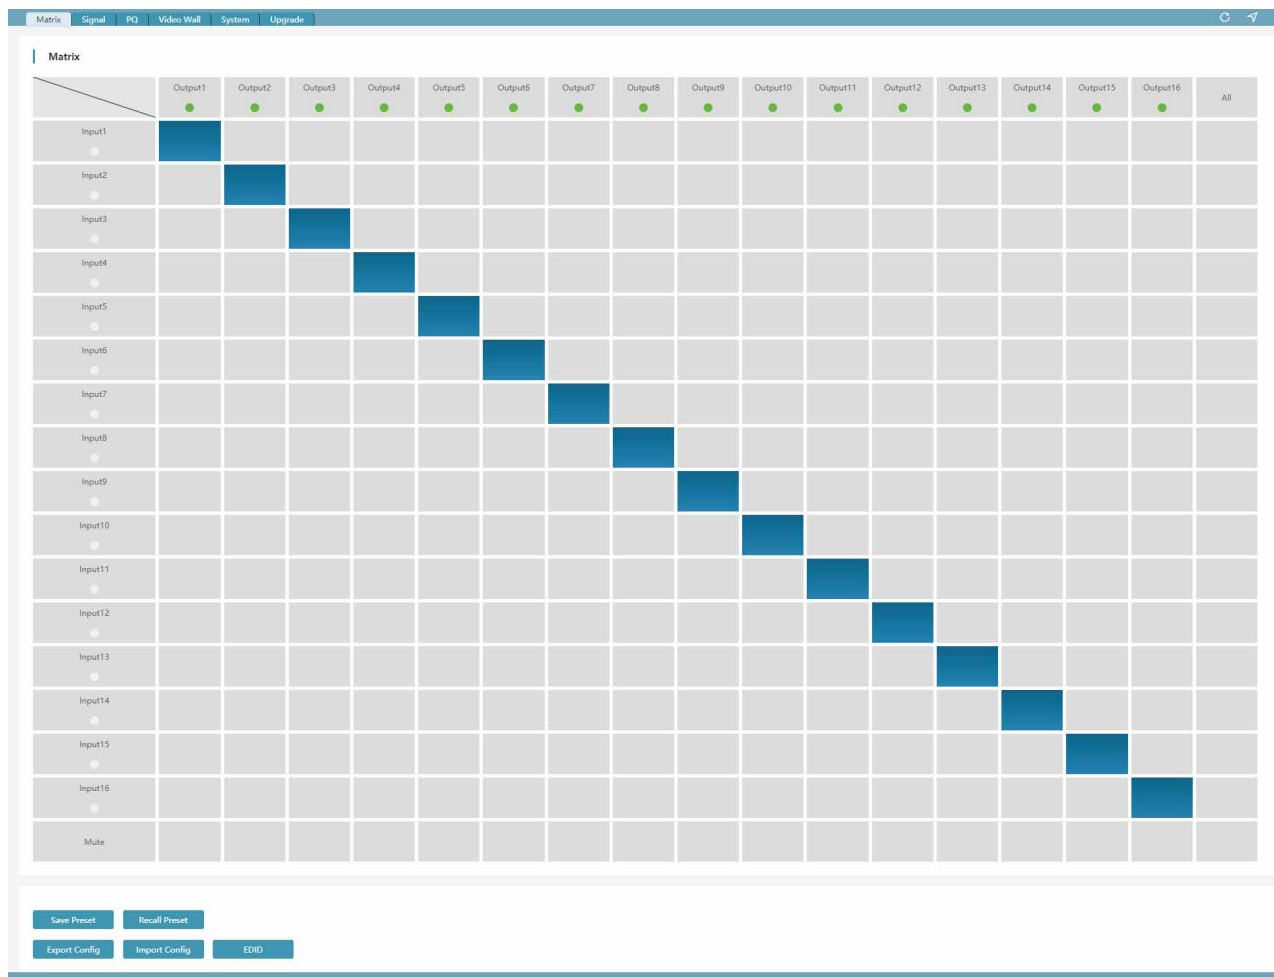 Matrix Signal PQ Video Wall System Upgrade
Matrix
Output1 Output2 Output3 Output4 Output5 Output6 Output7 Output8 Output9 Output10 Output11 Output12 Output13 Output14 Output15 Output16 All
Input1
Input2
Input3
Input4
Input5
Input6
Input7
Input8
Input9
Input10
Input11
Input12
Input13
Input14
Input15
Input16
Mute
Save Preset Recall Preset
Export Config Import Config EDID